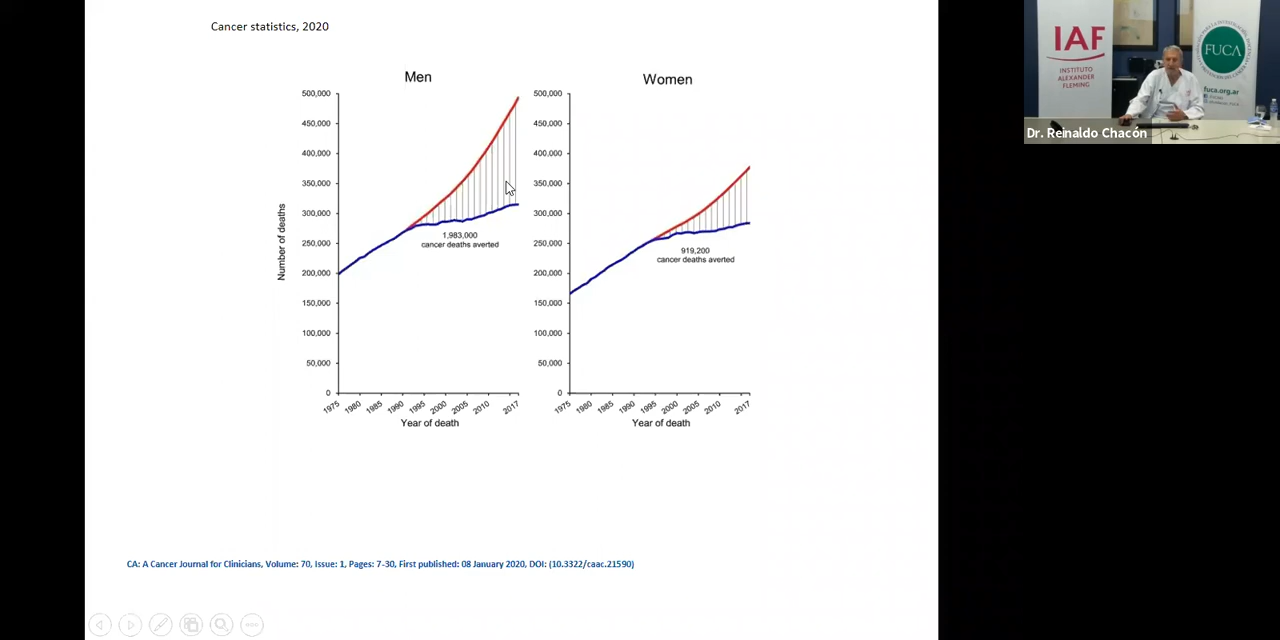 Cancer statistics, 2020
Men
Women
Number of deaths
500,000
450,000
400,000
350,000
300,000
250,000
200,000
150,000
100,000
50,000
0
1,983,000
cancer deaths averted
1975
1980
1985
1990
1995
2000
2005
2010
2017
Year of death
500,000
450,000
400,000
350,000
300,000
250,000
200,000
150,000
100,000
50,000
0
919,200
cancer deaths averted
1975
1980
1985
1990
1995
2000
2005
2010
2017
Year of death
CA: A Cancer Journal for Clinicians, Volume: 70, Issue: 1, Pages: 7-30, First published: 08 January 2020, DOI: (10.3322/caac.21590)
IAF
INSTITUTO
ALEXANDER
FLEMING
FUCA
fuca.org.ar
Dr. Reinaldo Chacón